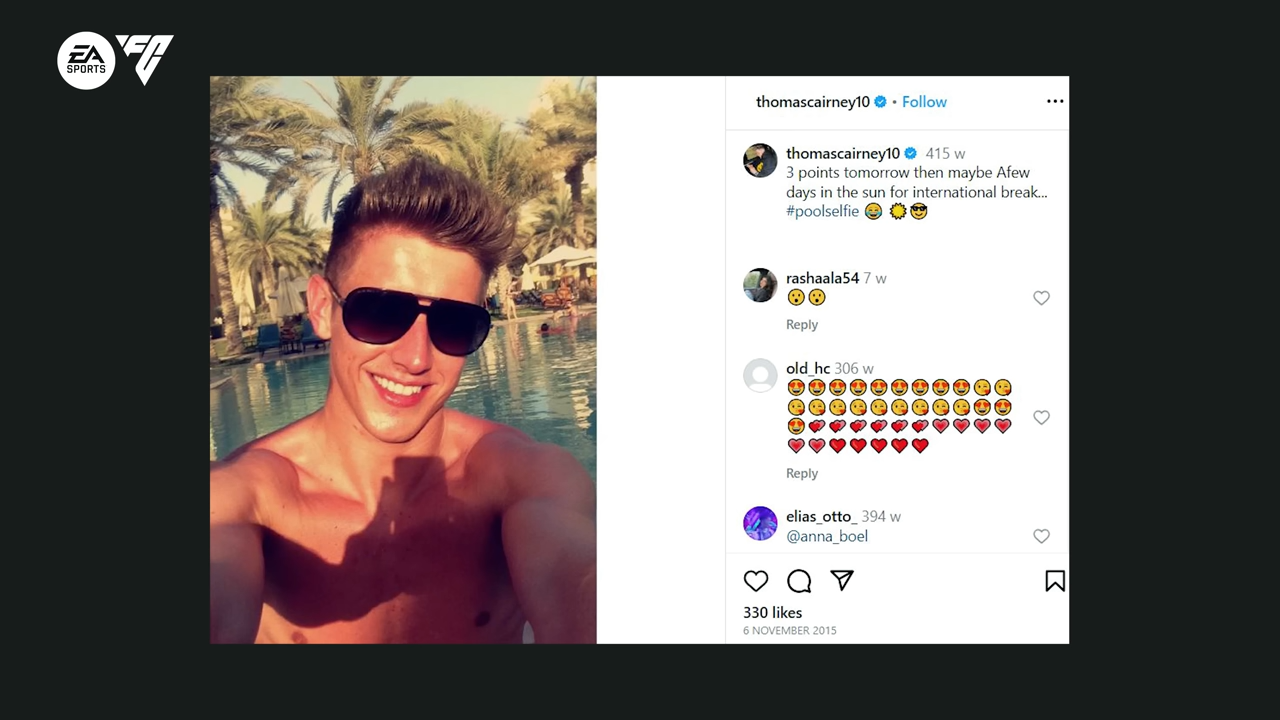 EA
SPORTS
FC
thomascairney10 • Follow
thomascairney10 415 w
3 points tomorrow then maybe Afew
days in the sun for international break...
#poolselfie 😂 🌞😎
rashaala54 7 w
😮😮
Reply
old_hc 306 w
😍😍😍😍😍😍😍😍😍😘😘
😘😘😘😘😘😘😘😘😘😍😍
😍💕💕💕💕💕💕💗💗💗💗
💗💗❤❤❤❤❤
Reply
elias_otto_ 394 w
@anna_boel
330 likes
6 NOVEMBER 2015